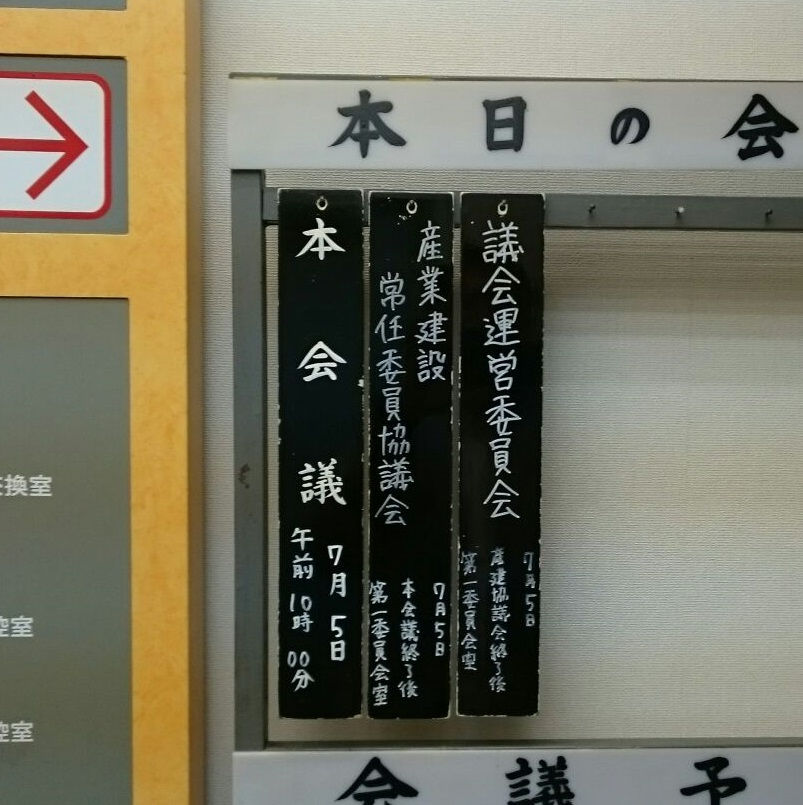 本日の会
本会議
7月5日
午前10時00分
産業建設
常任委員協議会
7月5日
本会議終了後
第一委員会室
議会運営委員会
7月5日
産建協議会終了後
第一委員会室
換室
控室
控室
会議予